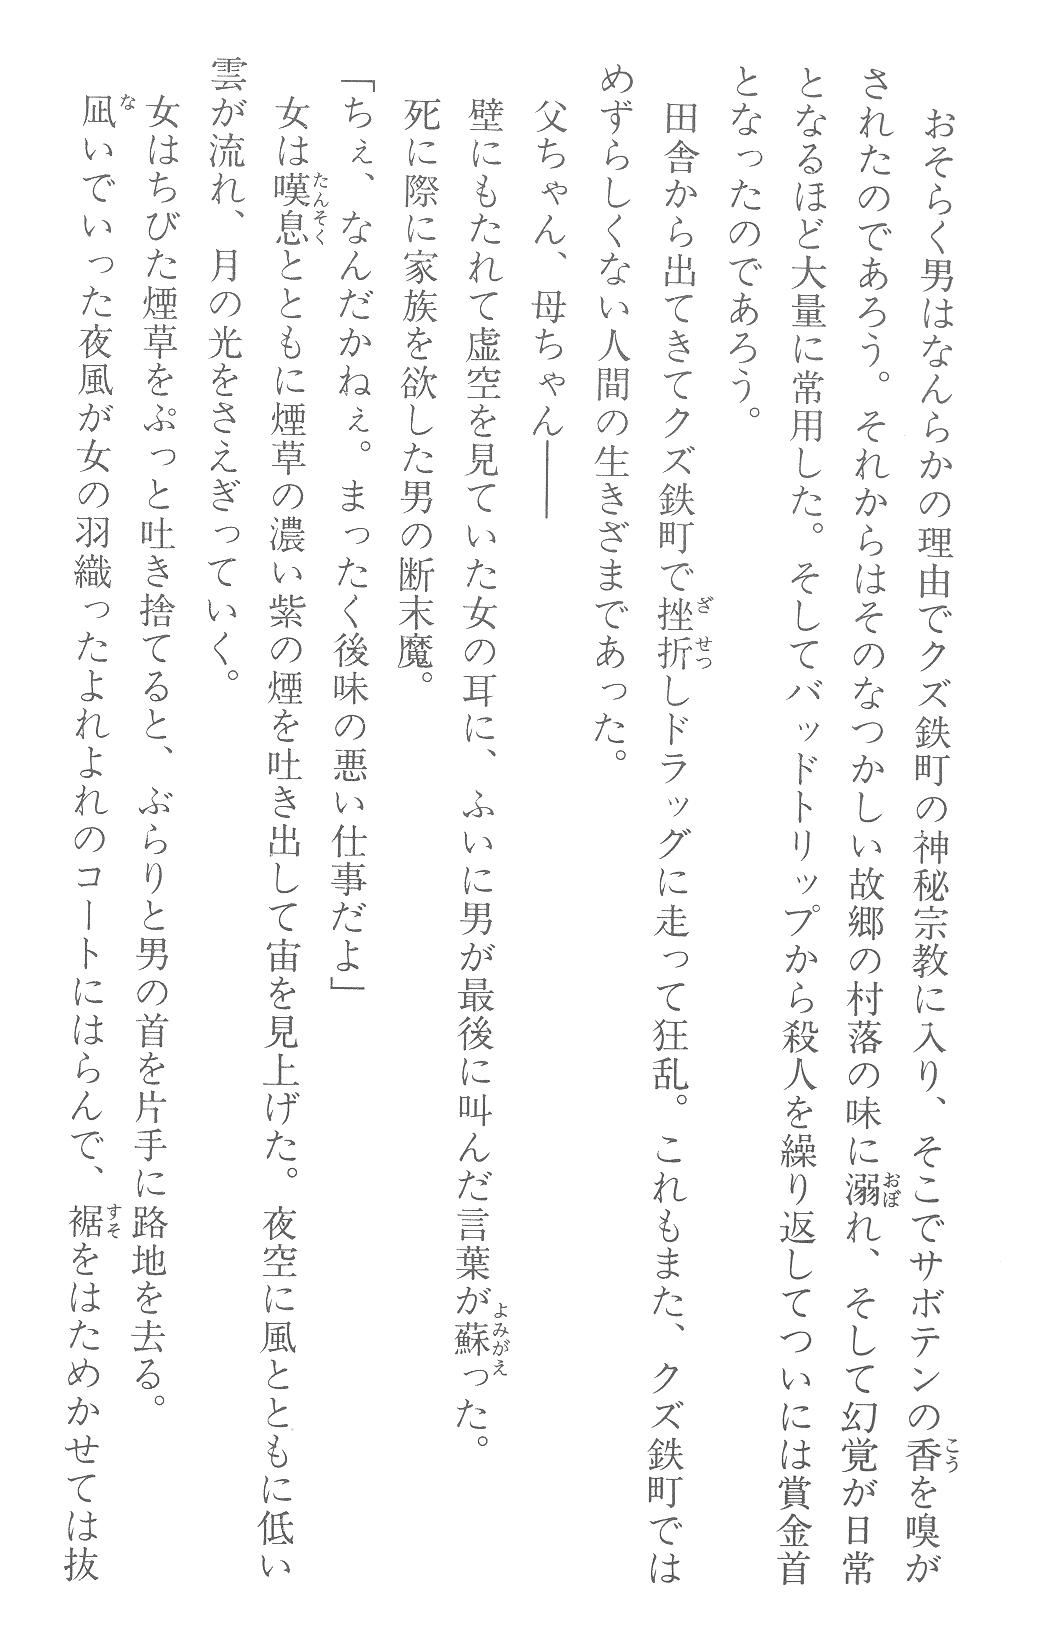 おそらく男はなんらかの理由でクズ鉄町の神秘宗教に入り、そこでサボテンの香を嗅が
されたのであろう。それからはそのなつかしい故郷の村落の味に溺れ、そして幻覚が日常
となるほど大量に常用した。そしてバッドトリップから殺人を繰り返してついには賞金首
となったのであろう。
　田舎から出てきてクズ鉄町で挫折しドラッグに走って狂乱。これもまた、クズ鉄町では
めずらしくない人間の生きざまであった。
　父ちゃん、母ちゃん――
　壁にもたれて虚空を見ていた女の耳に、ふいに男が最後に叫んだ言葉が蘇った。
　死に際に家族を欲した男の断末魔。
「ちぇ、なんだかねぇ。まったく後味の悪い仕事だよ」
　女は嘆息とともに煙草の濃い紫の煙を吐き出して宙を見上げた。夜空に風とともに低い
雲が流れ、月の光をさえぎっていく。
　女はちびた煙草をぷっと吐き捨てると、ぶらりと男の首を片手に路地を去る。
　凪いでいった夜風が女の羽織ったよれよれのコートにはらんで、裾をはためかせては抜